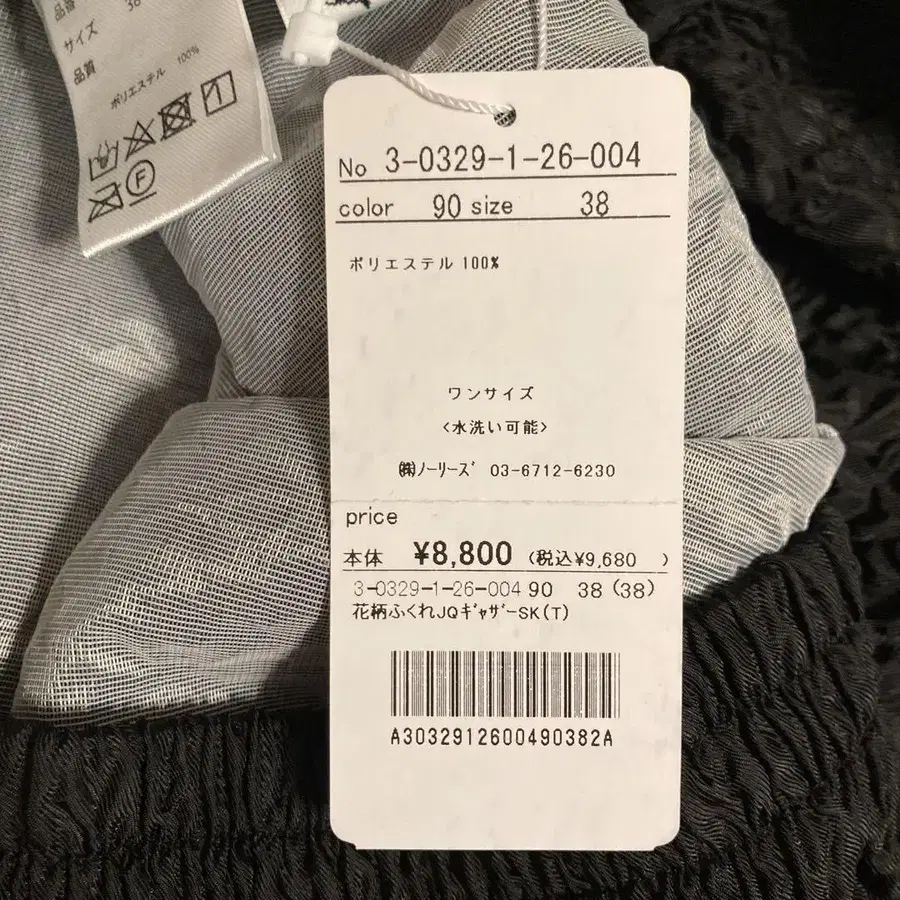 品番 38
サイズ
品質
ポリエステル 100%
F
No 3-0329-1-26-004
color 90 size 38
ポリエステル 100%
ワンサイズ
<水洗い可能>
㈱ノーリーズ 03-6712-6230
price
本体 ¥8,800 (税込¥9,680 )
3-0329-1-26-004 90 38 (38)
花柄ふくれJQギャザーSK(T)
A3032912600490382A